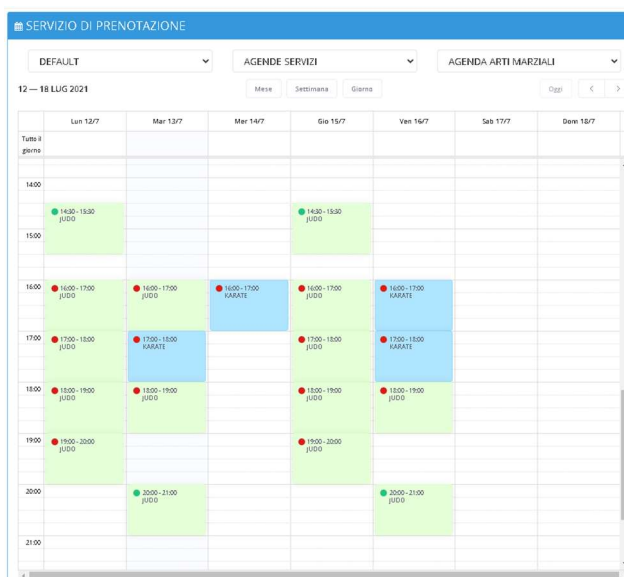 SERVIZIO DI PRENOTAZIONE
DEFAULT AGENDE SERVIZI AGENDA ARTI MARZIALI
12 — 18 LUG 2021 Mese Settimana Giorno Oggi
Lun 12/7 Mar 13/7 Mer 14/7 Gio 15/7 Ven 16/7 Sab 17/7 Dom 18/7
Tutto il
giorno
14:00
14:30 - 15:30 14:30 - 15:30
jUDO jUDO
15:00
16:00 16:00 - 17:00 16:00 - 17:00 16:00 - 17:00 16:00 - 17:00 16:00 - 17:00
jUDO jUDO KARATE jUDO KARATE
17:00 17:00 - 18:00 17:00 - 18:00 17:00 - 18:00 17:00 - 18:00
jUDO KARATE jUDO KARATE
18:00 18:00 - 19:00 18:00 - 19:00 18:00 - 19:00 18:00 - 19:00
jUDO jUDO jUDO jUDO
19:00 19:00 - 20:00 19:00 - 20:00
jUDO jUDO
20:00 20:00 - 21:00 20:00 - 21:00
jUDO jUDO
21:00